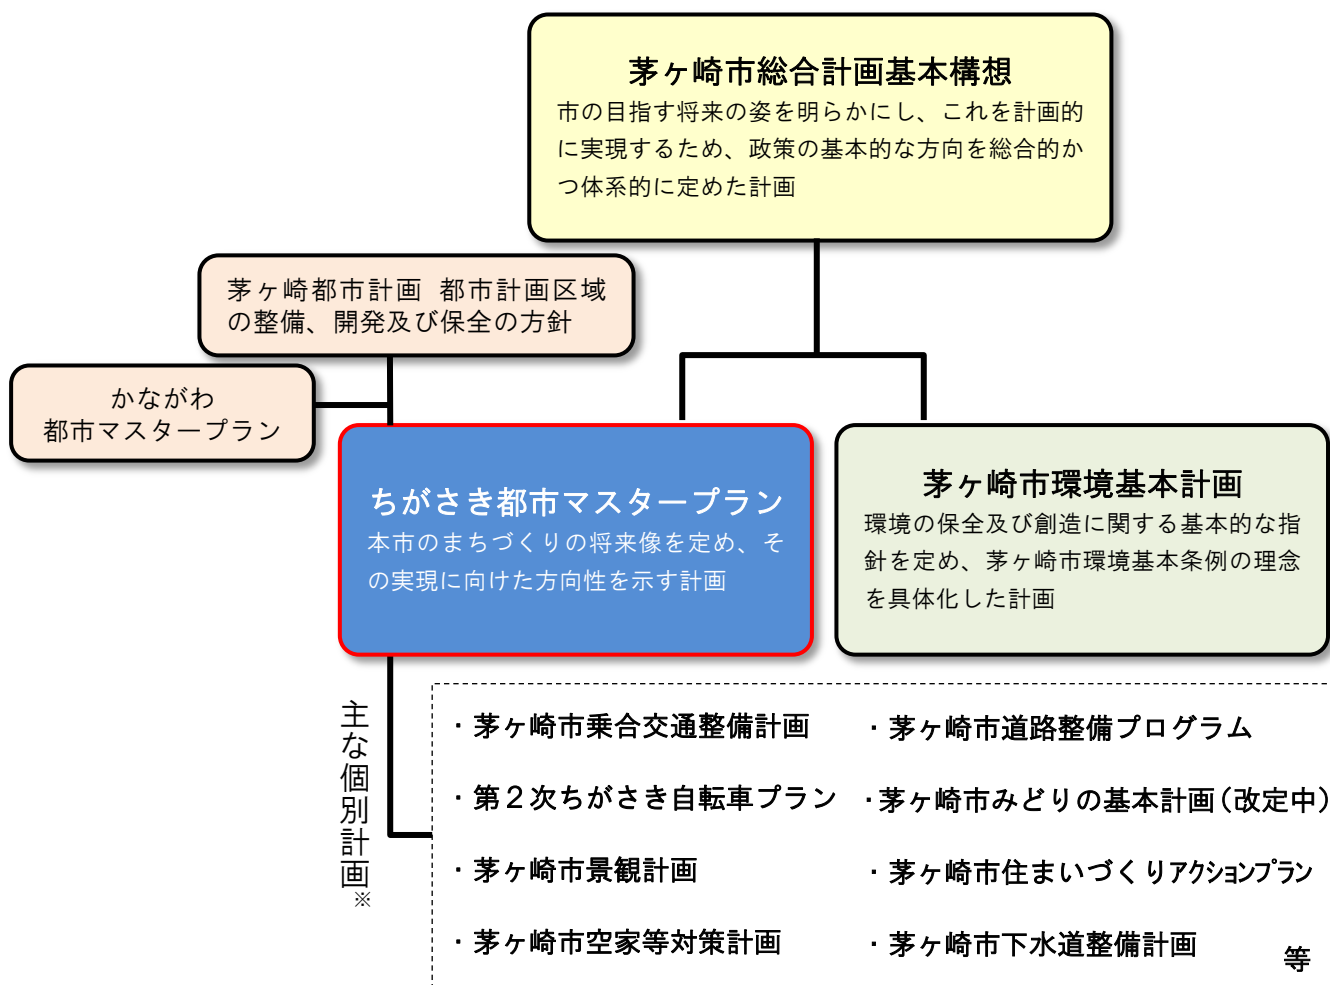 茅ヶ崎市総合計画基本構想
市の目指す将来の姿を明らかにし、これを計画的
に実現するため、政策の基本的な方向を総合的か
つ体系的に定めた計画
茅ヶ崎都市計画 都市計画区域
の整備、開発及び保全の方針
かながわ
都市マスタープラン
ちがさき都市マスタープラン
本市のまちづくりの将来像を定め、そ
の実現に向けた方向性を示す計画
茅ヶ崎市環境基本計画
環境の保全及び創造に関する基本的な指
針を定め、茅ヶ崎市環境基本条例の理念
を具体化した計画
主な個別計画※
・茅ヶ崎市乗合交通整備計画
・茅ヶ崎市道路整備プログラム
・第２次ちがさき自転車プラン
・茅ヶ崎市みどりの基本計画(改定中)
・茅ヶ崎市景観計画
・茅ヶ崎市住まいづくりｱｸｼｮﾝﾌﾟﾗﾝ
・茅ヶ崎市空家等対策計画
・茅ヶ崎市下水道整備計画
等